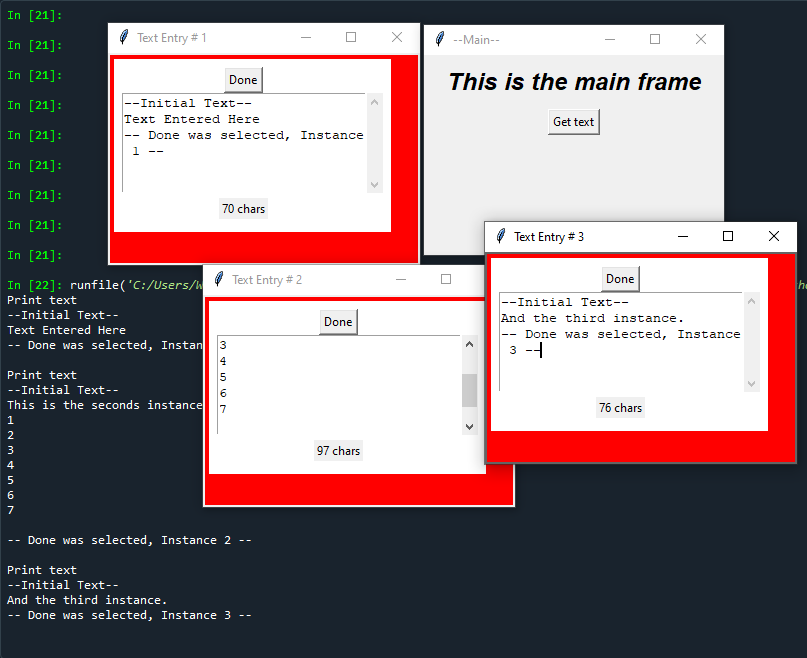 In [21]:
In [21]:
In [21]:
In [21]:
In [21]:
In [21]:
In [21]:
In [21]:
In [21]:
In [22]: runfile('C:/Users/
Print text
--Initial Text--
Text Entered Here
-- Done was selected, Instan
Print text
--Initial Text--
This is the seconds instance
1
2
3
4
5
6
7
-- Done was selected, Instance 2 --
Print text
--Initial Text--
And the third instance.
-- Done was selected, Instance 3 --
Text Entry # 1
Done
--Initial Text--
Text Entered Here
-- Done was selected, Instance
1 --
70 chars
--Main--
This is the main frame
Get text
Text Entry # 2
Done
3
4
5
6
7
97 chars
Text Entry # 3
Done
--Initial Text--
And the third instance.
-- Done was selected, Instance
3 --
76 chars